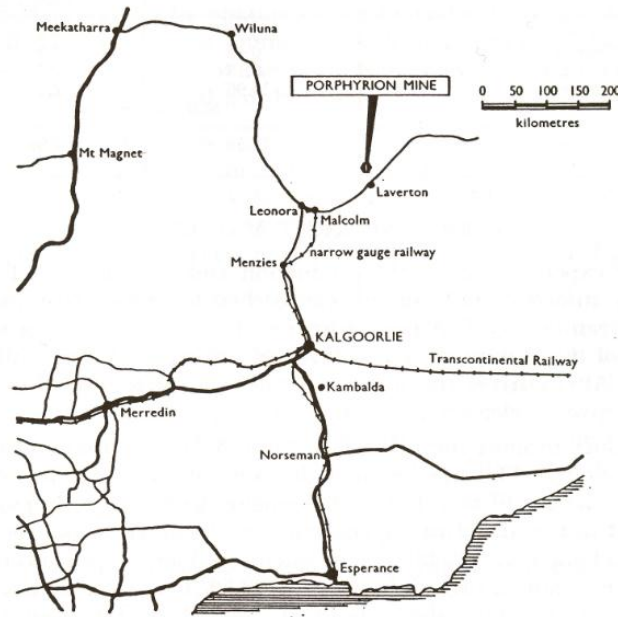 Meekatharra
Wiluna
PORPHYRION MINE
0 50 100 150 200
kilometres
Mt Magnet
Laverton
Leonora
Malcolm
narrow gauge railway
Menzies
KALGOORLIE
Transcontinental Railway
Kambalda
Merredin
Norseman
Esperance